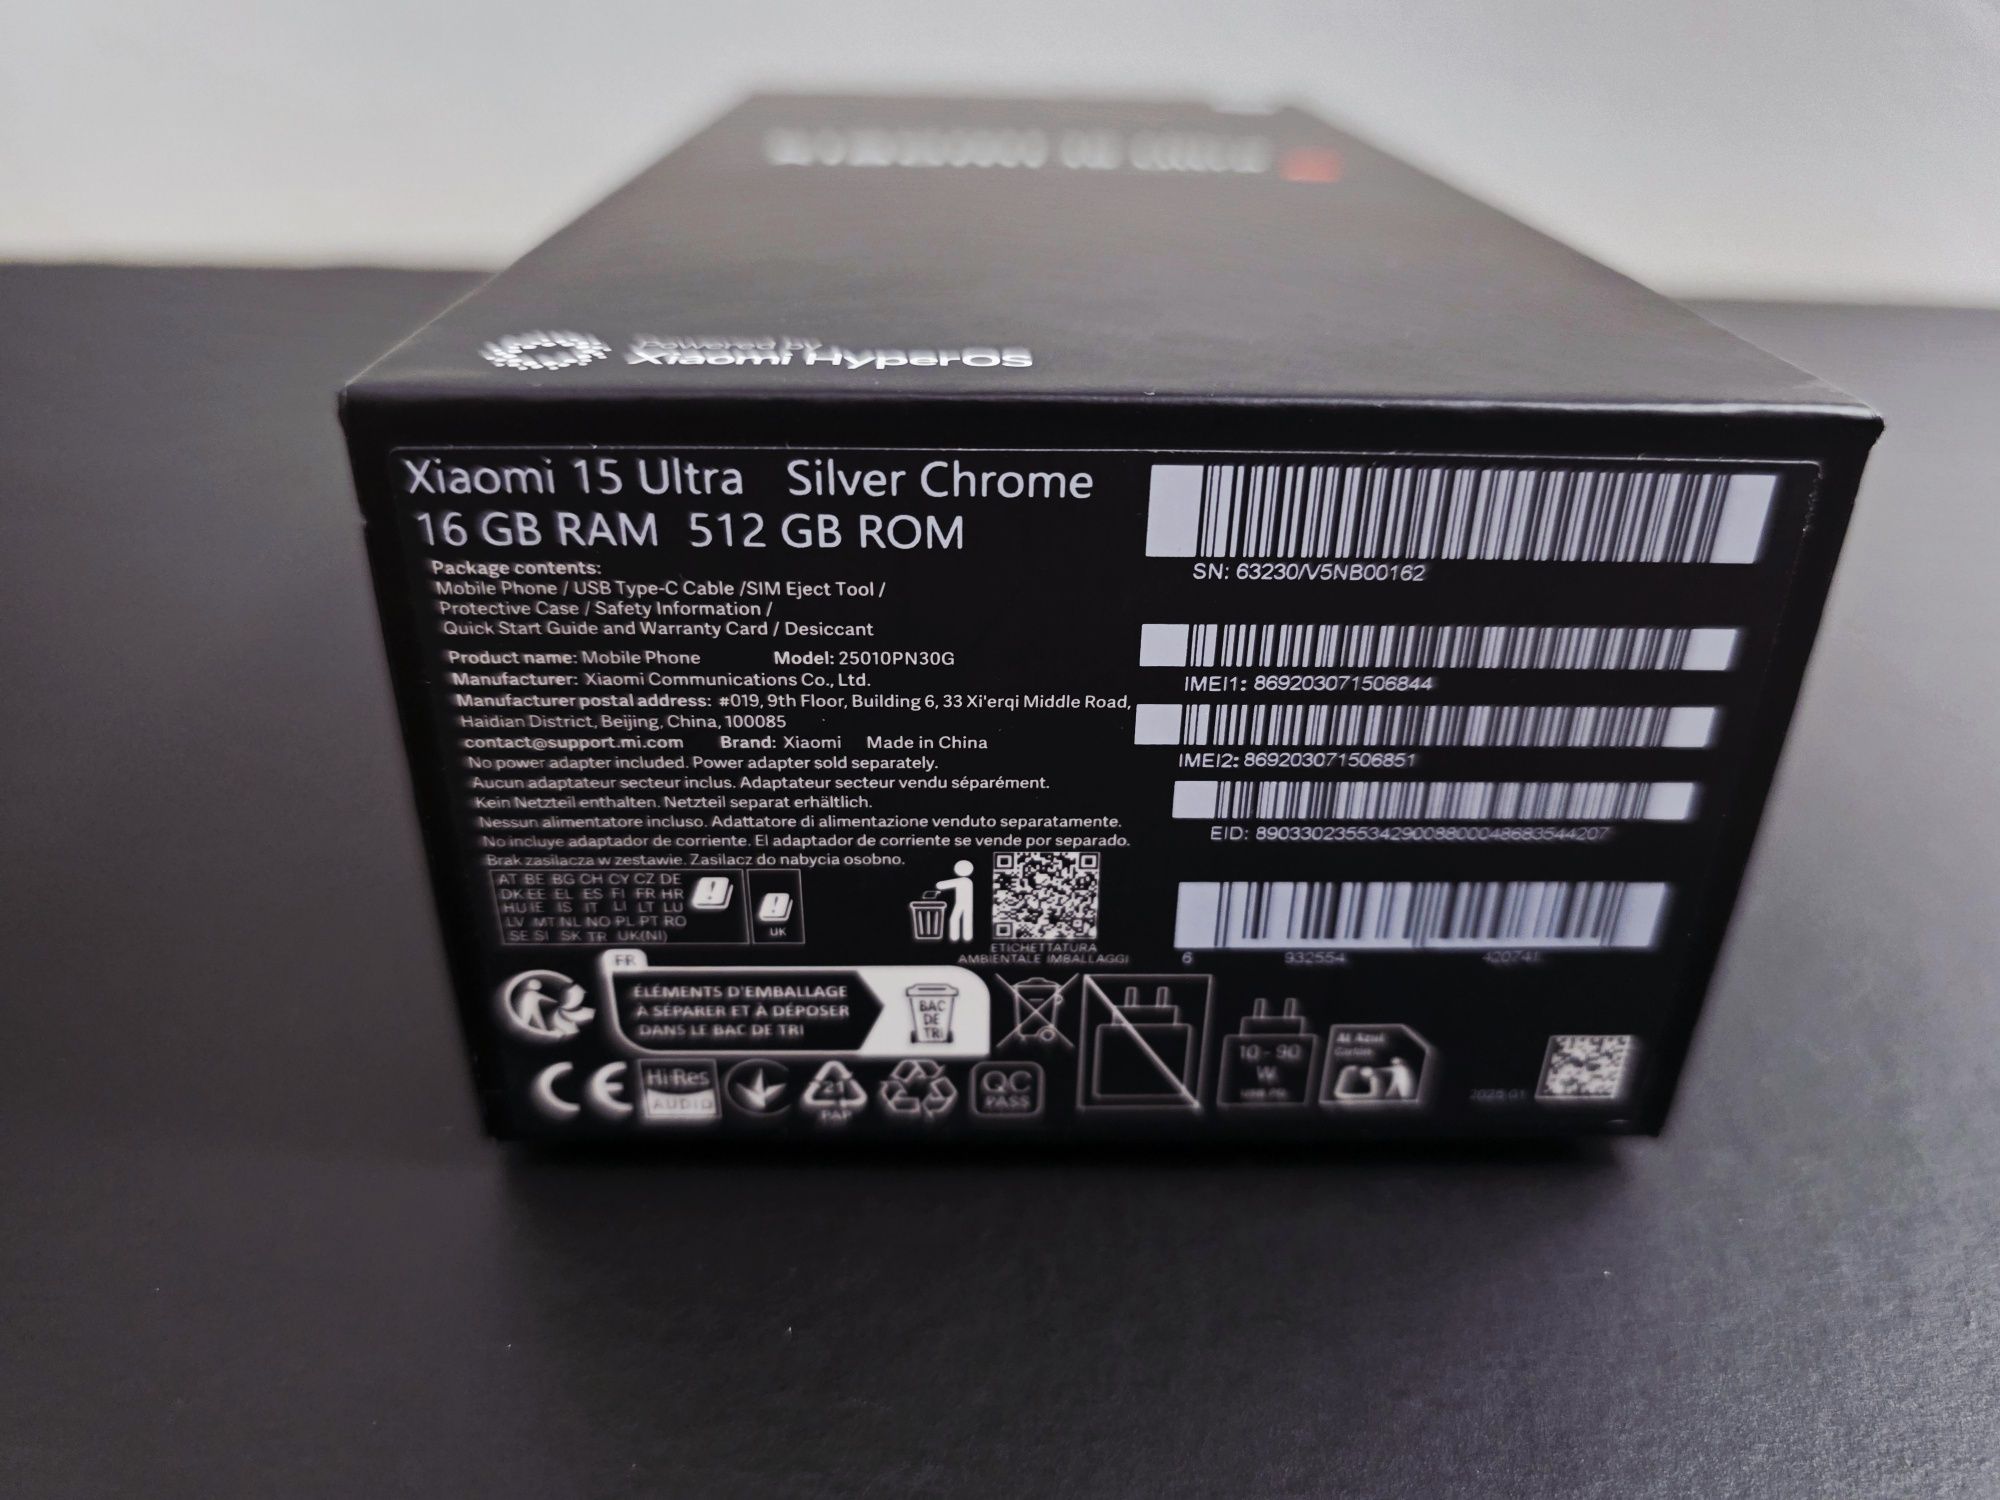 Powered by
Xiaomi HyperOS
Xiaomi 15 Ultra Silver Chrome
16 GB RAM 512 GB ROM
Package contents:
Mobile Phone / USB Type-C Cable /SIM Eject Tool /
Protective Case / Safety Information /
Quick Start Guide and Warranty Card / Desiccant
Product name: Mobile Phone Model: 25010PN30G
Manufacturer: Xiaomi Communications Co., Ltd.
Manufacturer postal address: #019, 9th Floor, Building 6, 33 Xi'erqi Middle Road,
Haidian District, Beijing, China, 100085
contact@support.mi.com Brand: Xiaomi Made in China
No power adapter included. Power adapter sold separately.
Aucun adaptateur secteur inclus. Adaptateur secteur vendu séparément.
Kein Netzteil enthalten. Netzteil separat erhältlich.
Nessun alimentatore incluso. Adattatore di alimentazione venduto separatamente.
No incluye adaptador de corriente. El adaptador de corriente se vende por separado.
Brak zasilacza w zestawie. Zasilacz do nabycia osobno.
AT BE BG CH CY CZ DE
DK EE EL ES FI FR HR
HU IE IS IT LI LT LU
LV MT NL NO PL PT RO
SE SI SK TR UK(NI)
UK
ETICHETTATURA
AMBIENTALE IMBALLAGGI
FR
ÉLÉMENTS D'EMBALLAGE
À SÉPARER ET À DÉPOSER
DANS LE BAC DE TRI
BAC
DE
TRI
CE
Hi-Res
AUDIO
21
PAP
QC
PASS
10 - 90
W
Al Azul
SN: 63230/V5NB00162
IMEI1: 869203071506844
IMEI2: 869203071506851
EID: 89033023553429008800048683544207
6 932554 420741
2025.01